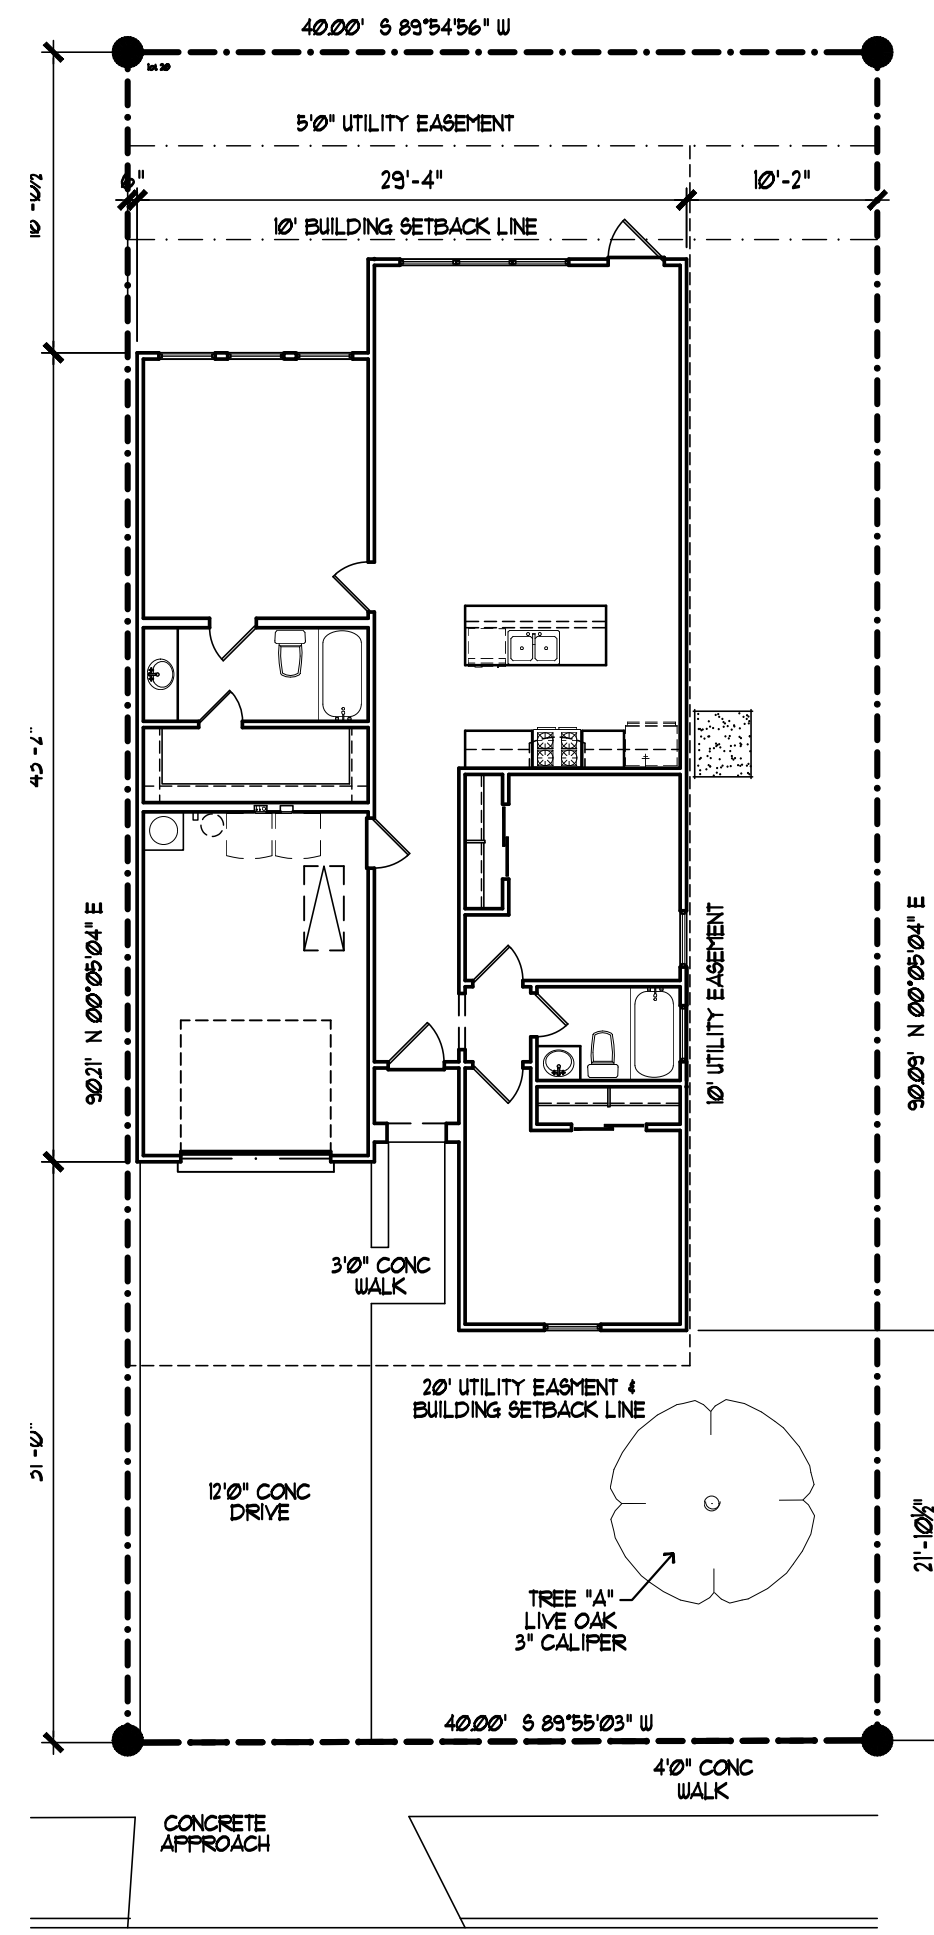 40.00' S 89°54'56" W
lot 20
5'0" UTILITY EASEMENT
6"
29'-4"
10'-2"
10' BUILDING SETBACK LINE
90.21' N 00°05'04" E
10' UTILITY EASEMENT
90.09' N 00°05'04" E
3'0" CONC
WALK
20' UTILITY EASMENT &
BUILDING SETBACK LINE
12'0" CONC
DRIVE
21'-10½"
TREE "A"
LIVE OAK
3" CALIPER
40.00' S 89°55'03" W
4'0" CONC
WALK
CONCRETE
APPROACH